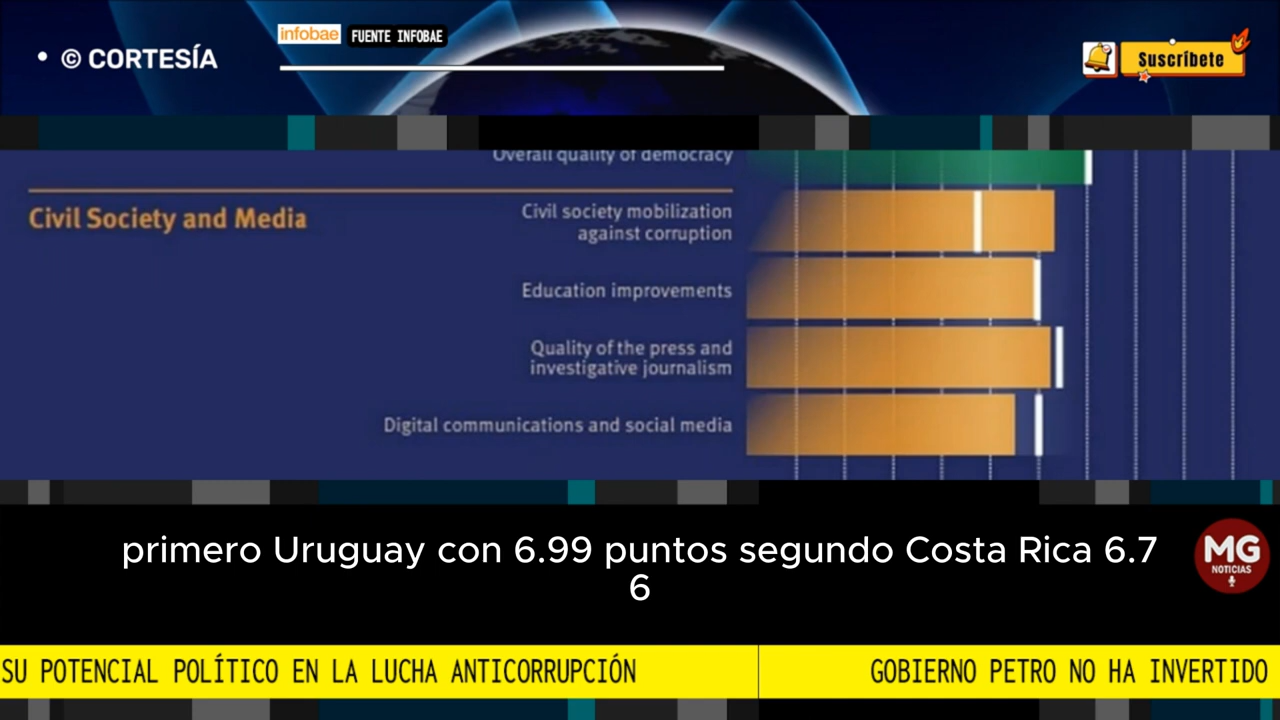 infobae FUENTE INFOBAE
© CORTESÍA
Suscríbete
Overall quality of democracy
Civil Society and Media
Civil society mobilization
against corruption
Education improvements
Quality of the press and
investigative journalism
Digital communications and social media
primero Uruguay con 6.99 puntos segundo Costa Rica 6.7
6
MG
NOTICIAS
SU POTENCIAL POLÍTICO EN LA LUCHA ANTICORRUPCIÓN
GOBIERNO PETRO NO HA INVERTIDO